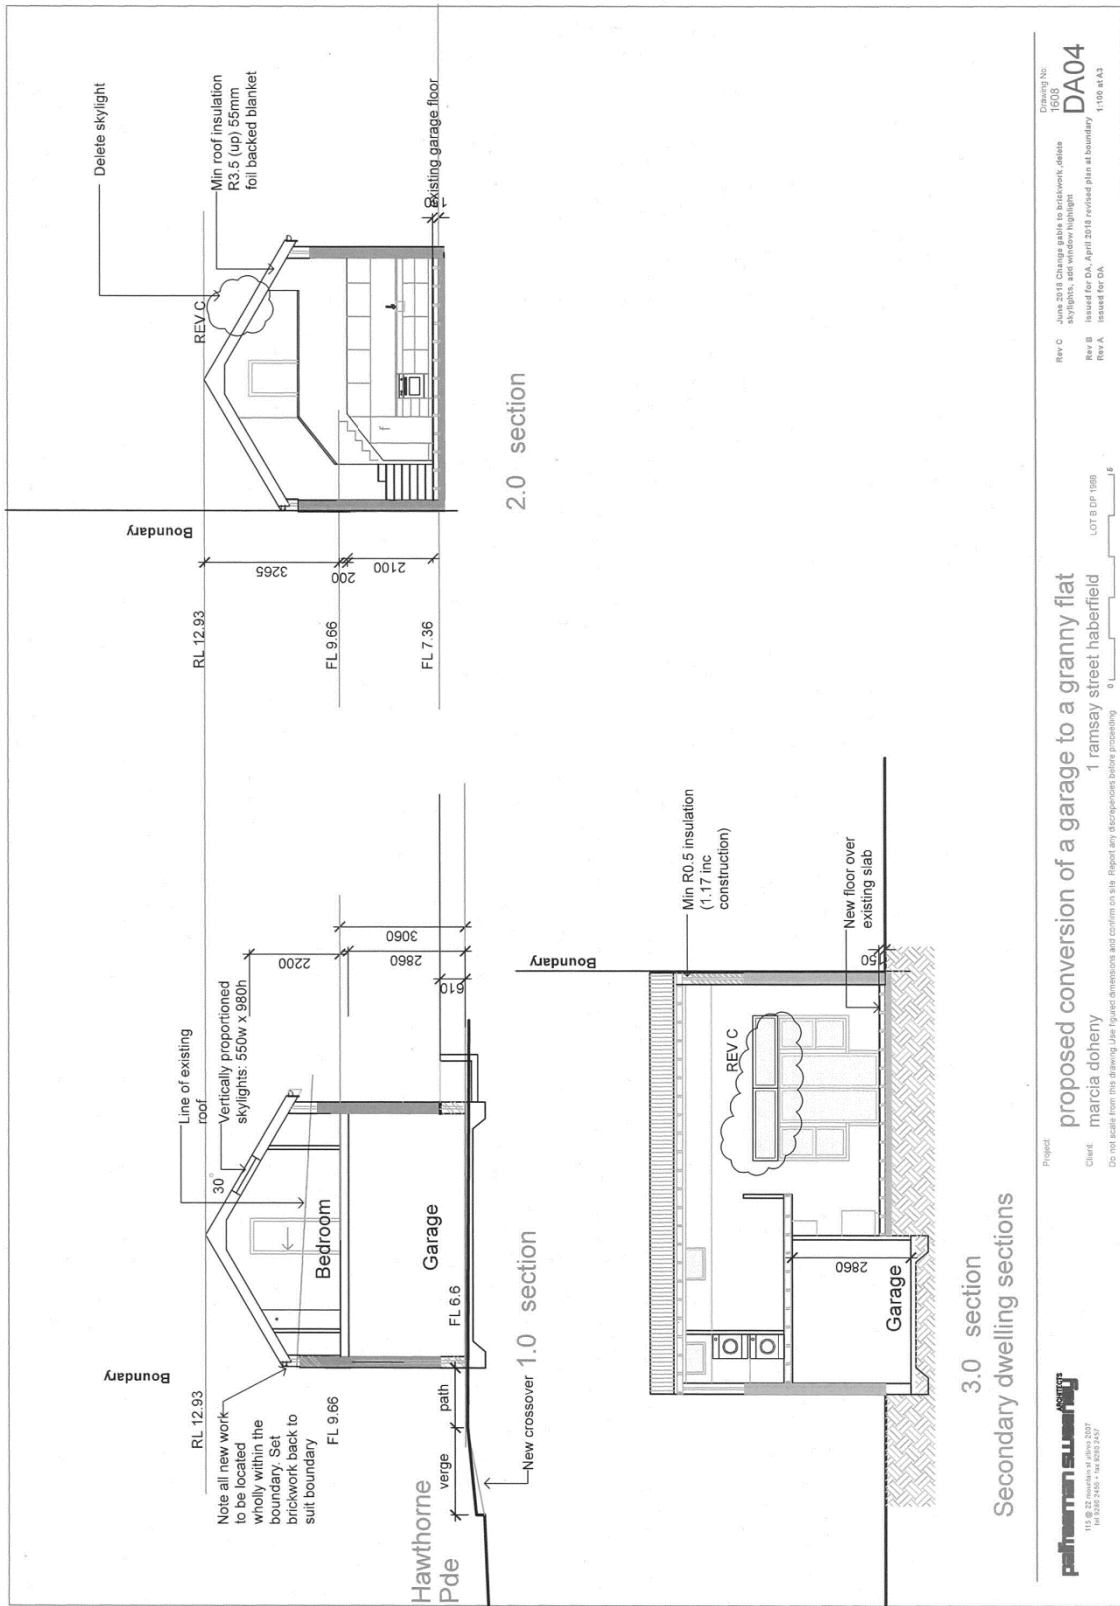 Boundary
RL 12.93
Note all new work
to be located
wholly within the
boundary. Set
brickwork back to
suit boundary
FL 9.66
30°
Line of existing
roof
Vertically proportioned
skylights: 550w x 980h
Bedroom
Garage
FL 6.6
2200
2860
3060
610
Hawthorne
Pde
verge
path
New crossover
1.0 section
Boundary
RL 12.93
FL 9.66
FL 7.36
3265
200
2100
REV C
Delete skylight
Min roof insulation
R3.5 (up) 55mm
foil backed blanket
f
existing garage floor
2.0 section
Boundary
Min R0.5 insulation
(1.17 inc
construction)
REV C
New floor over
existing slab
150
2860
Garage
3.0 section
Secondary dwelling sections
palfreeman sweeney
ARCHITECTS
Project:
proposed conversion of a garage to a granny flat
Client:
marcia doheny
1 ramsay street haberfield
LOT B DP 1968
Do not scale from this drawing Use figured dimensions and confirm on site Report any discrepancies before proceeding
0
5
Rev C June 2018 Change gable to brickwork ,delete
skylights, add window highlight
Rev B issued for DA, April 2018 revised plan at boundary
Rev A issued for DA
Drawing No:
1608
DA04
1:100 at A3